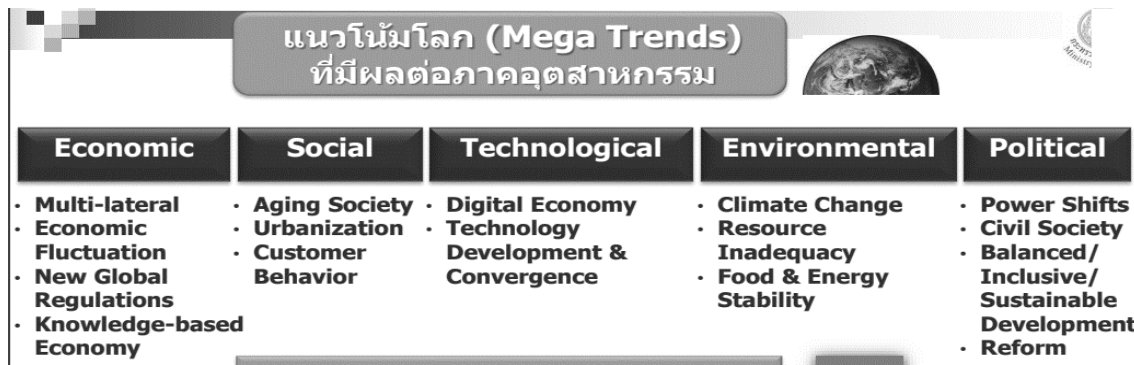 แนวโน้มโลก (Mega Trends)
ที่มีผลต่อภาคอุตสาหกรรม
Economic
• Multi-lateral
• Economic
Fluctuation
• New Global
Regulations
• Knowledge-based
Economy
Social
• Aging Society
• Urbanization
• Customer
Behavior
Technological
• Digital Economy
• Technology
Development &
Convergence
Environmental
• Climate Change
• Resource
Inadequacy
• Food & Energy
Stability
Political
• Power Shifts
• Civil Society
• Balanced/
Inclusive/
Sustainable
Development
• Reform